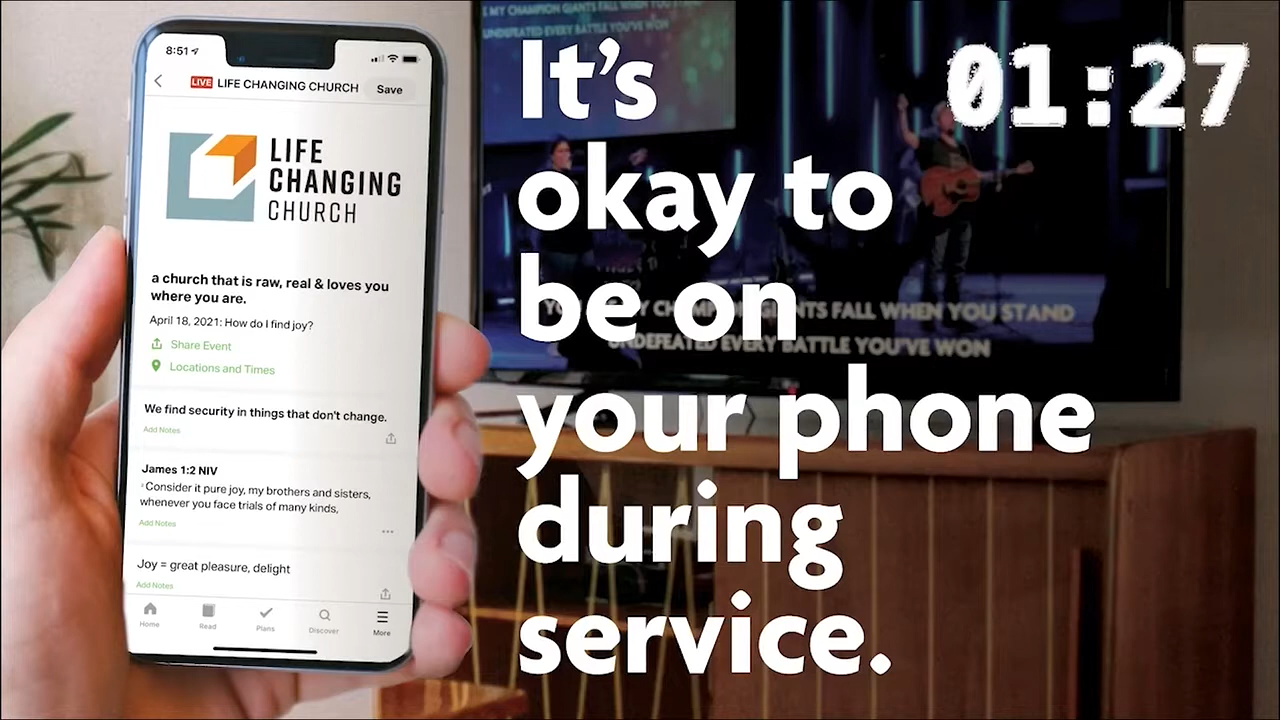 8:51
LIVE LIFE CHANGING CHURCH
Save
LIFE
CHANGING
CHURCH
a church that is raw, real & loves you
where you are.
April 18, 2021: How do I find joy?
Share Event
Locations and Times
We find security in things that don't change.
Add Notes
James 1:2 NIV
Consider it pure joy, my brothers and sisters,
whenever you face trials of many kinds,
Add Notes
Joy = great pleasure, delight
Add Notes
Home Read Plans Discover More
It's
okay to
be on
your phone
during
service.
01:27
MY CHAMPION GIANTS FALL WHEN YOU STAND
UNDEFEATED EVERY BATTLE YOU'VE WON
GIANTS FALL WHEN YOU STAND
UNDEFEATED EVERY BATTLE YOU'VE WON